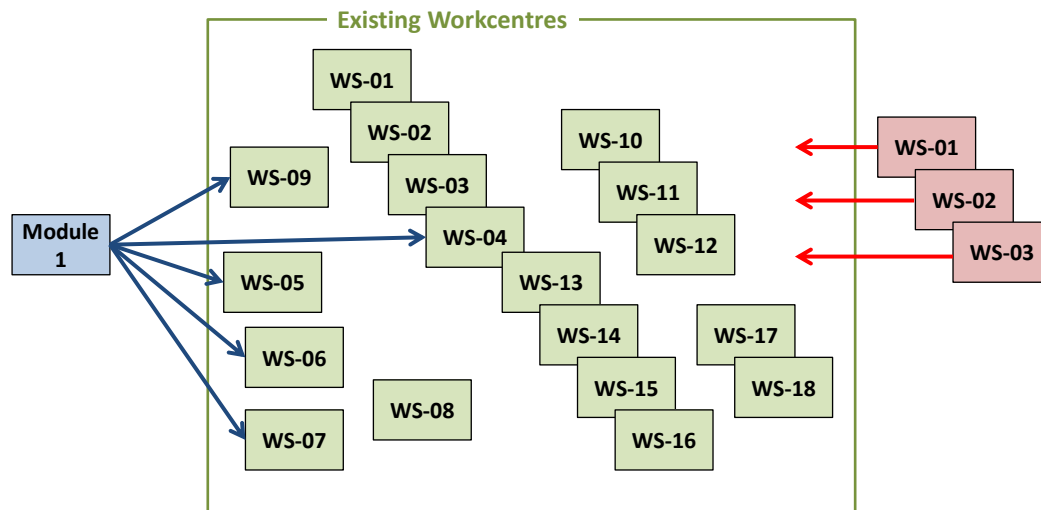 Existing Workcentres
WS-01
WS-02
WS-03
WS-04
WS-09
WS-05
WS-06
WS-07
WS-08
WS-10
WS-11
WS-12
WS-13
WS-14
WS-15
WS-16
WS-17
WS-18
Module
1
WS-01
WS-02
WS-03